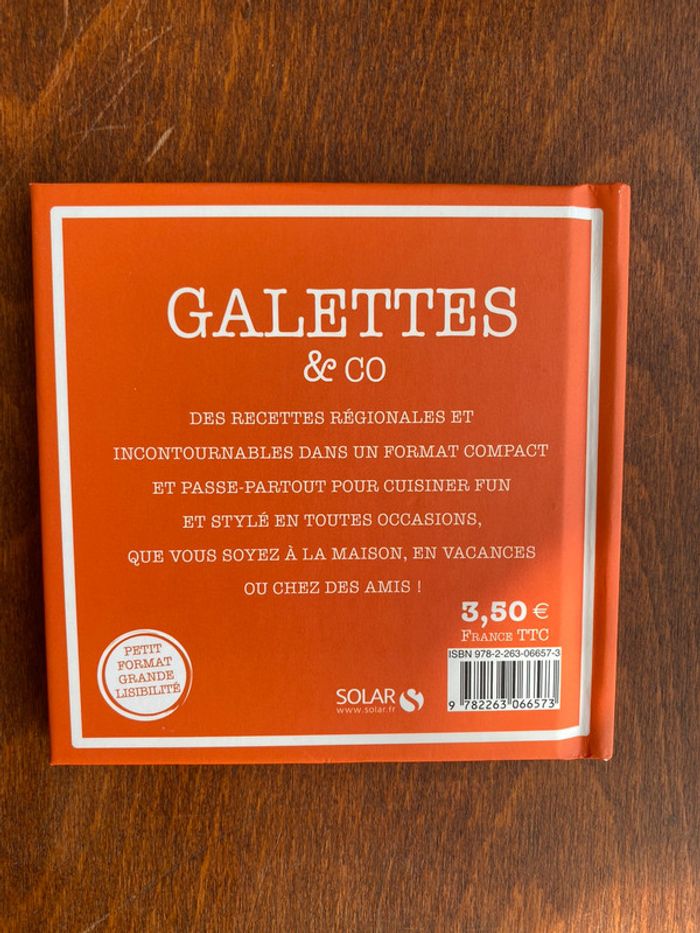 GALETTES
& CO
DES RECETTES RÉGIONALES ET
INCONTOURNABLES DANS UN FORMAT COMPACT
ET PASSE-PARTOUT POUR CUISINER FUN
ET STYLÉ EN TOUTES OCCASIONS,
QUE VOUS SOYEZ À LA MAISON, EN VACANCES
OU CHEZ DES AMIS !
3,50 €
FRANCE TTC
ISBN 978-2-263-06657-3
9 782263 066573
PETIT
FORMAT
GRANDE
LISIBILITÉ
SOLAR S
www.solar.fr